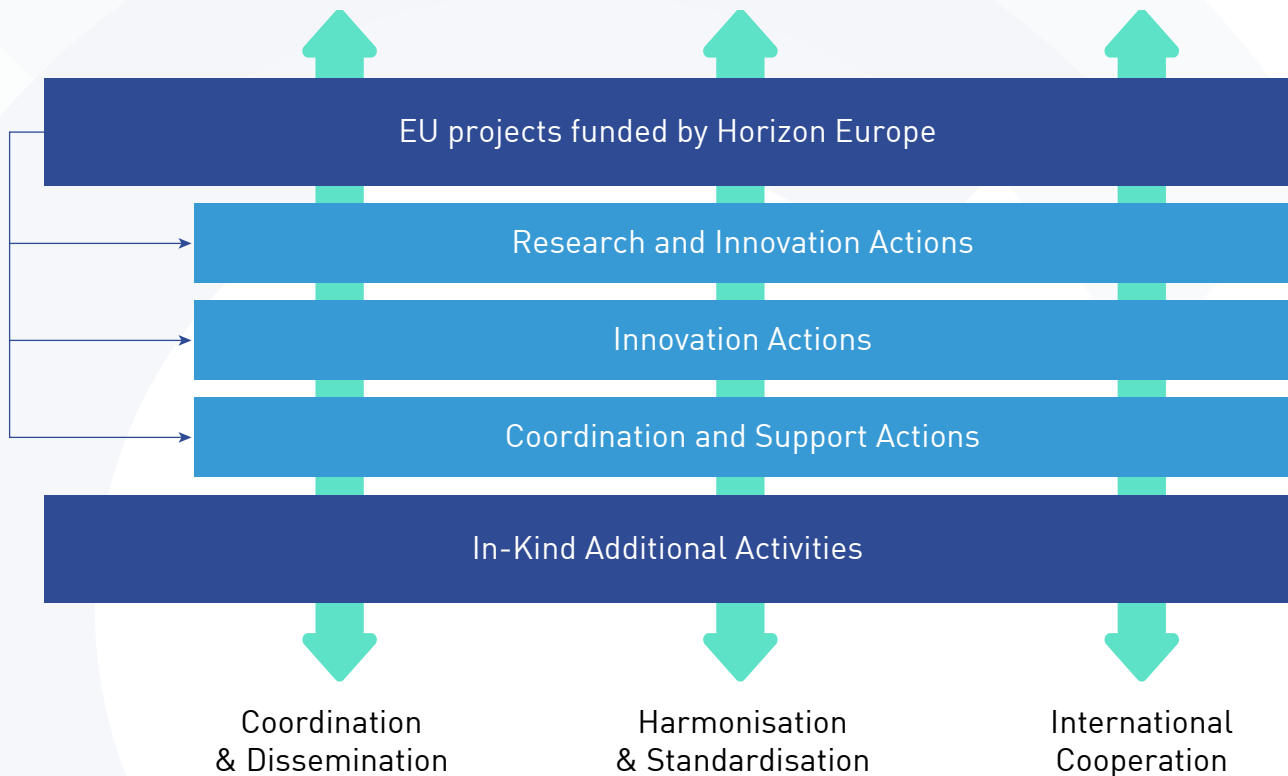 EU projects funded by Horizon Europe
Research and Innovation Actions
Innovation Actions
Coordination and Support Actions
In-Kind Additional Activities
Coordination
& Dissemination
Harmonisation
& Standardisation
International
Cooperation